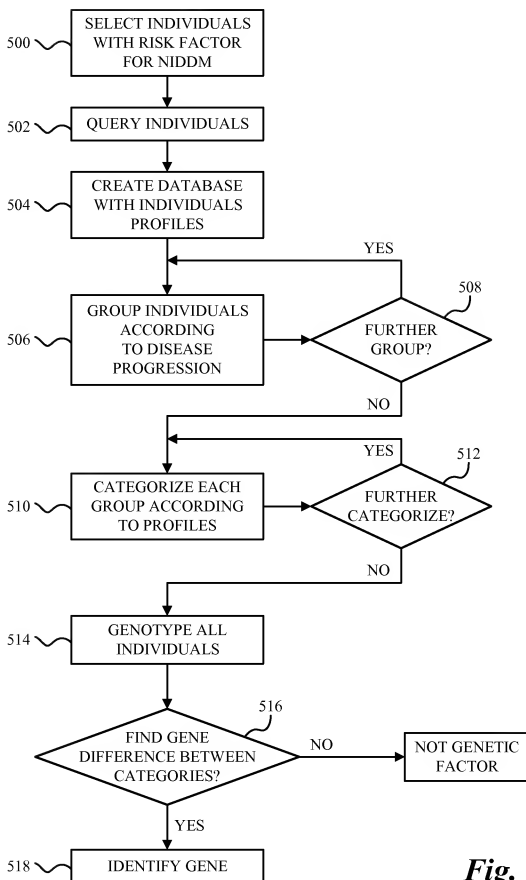 500
SELECT INDIVIDUALS
WITH RISK FACTOR
FOR NIDDM
502
QUERY INDIVIDUALS
504
CREATE DATABASE
WITH INDIVIDUALS
PROFILES
YES
508
506
GROUP INDIVIDUALS
ACCORDING
TO DISEASE
PROGRESSION
FURTHER
GROUP?
NO
YES
512
510
CATEGORIZE EACH
GROUP ACCORDING
TO PROFILES
FURTHER
CATEGORIZE?
NO
514
GENOTYPE ALL
INDIVIDUALS
516
FIND GENE
DIFFERENCE BETWEEN
CATEGORIES?
NO
NOT GENETIC
FACTOR
YES
518
IDENTIFY GENE
Fig.